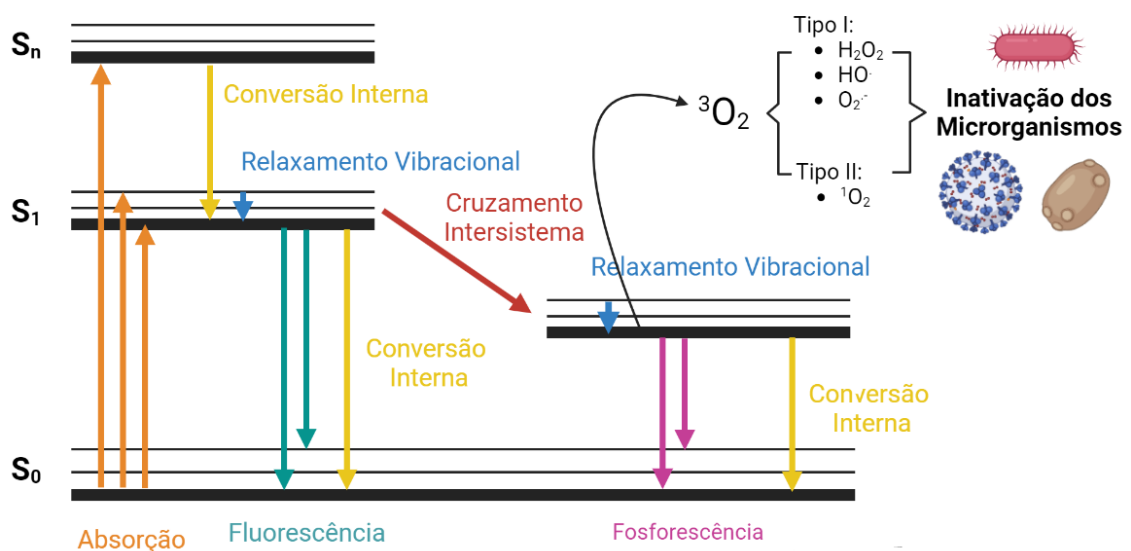 Sn
Conversão Interna
Relaxamento Vibracional
S1
Cruzamento
Intersistema
Tipo I:
• H2O2
• HO·
• O2·-
³O2
Tipo II:
• ¹O2
Inativação dos
Microrganismos
Relaxamento Vibracional
Conversão
Interna
Conversão
Interna
S0
Absorção
Fluorescência
Fosforescência